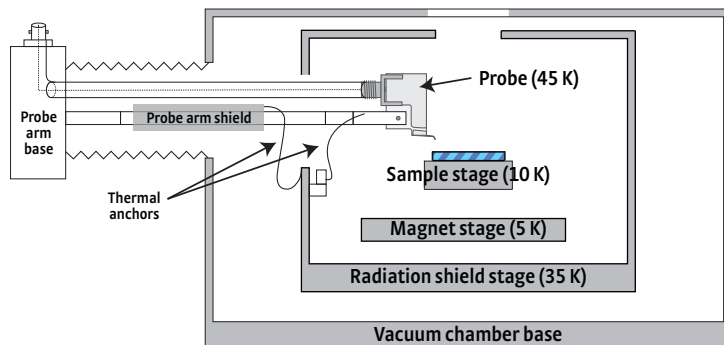 Probe (45 K)
Probe
arm
base
Probe arm shield
Thermal
anchors
Sample stage (10 K)
Magnet stage (5 K)
Radiation shield stage (35 K)
Vacuum chamber base